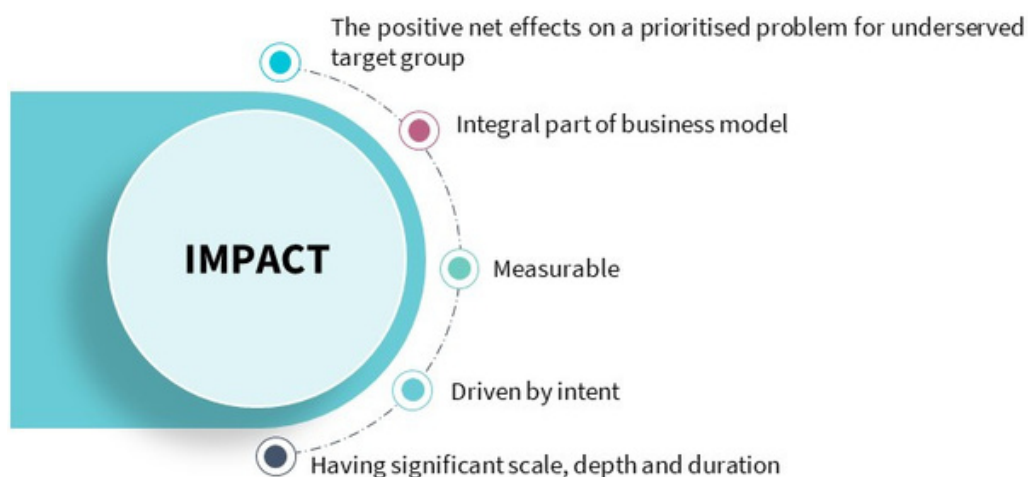 The positive net effects on a prioritised problem for underserved
target group
Integral part of business model
IMPACT
Measurable
Driven by intent
Having significant scale, depth and duration